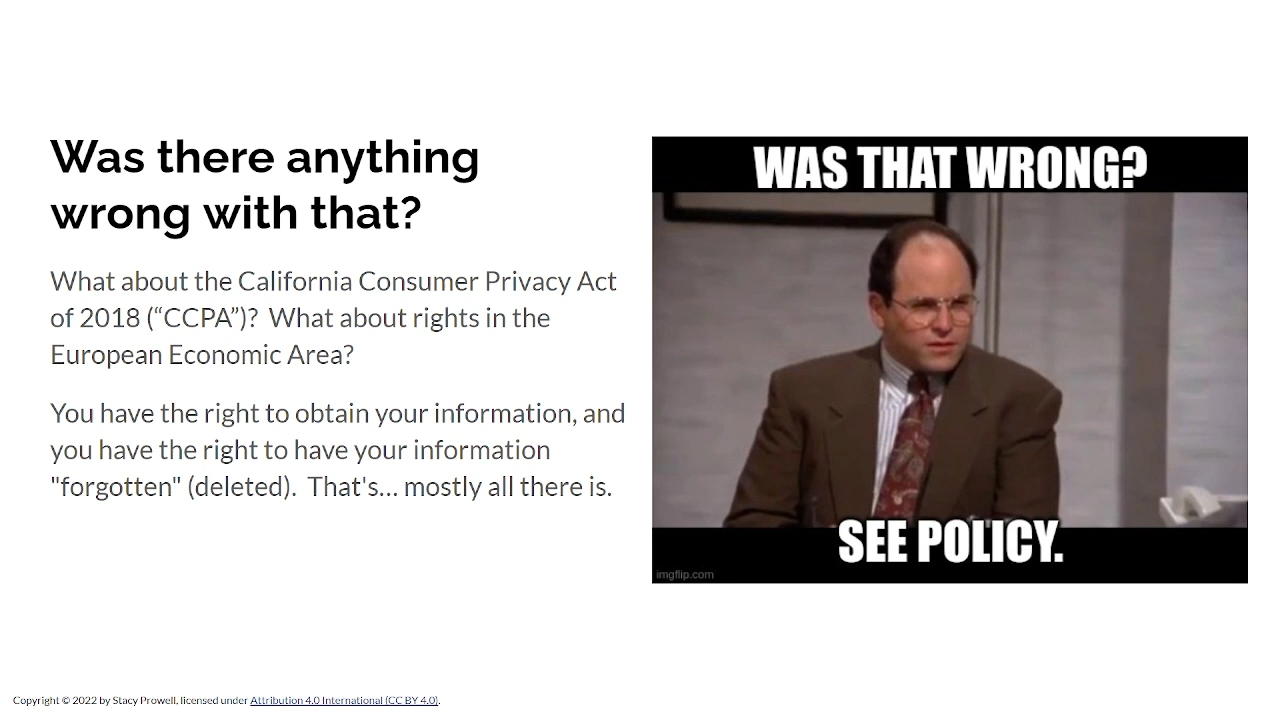 Was there anything
wrong with that?
What about the California Consumer Privacy Act
of 2018 (“CCPA”)?  What about rights in the
European Economic Area?
You have the right to obtain your information, and
you have the right to have your information
"forgotten" (deleted).  That's... mostly all there is.
WAS THAT WRONG?
SEE POLICY.
imgflip.com
Copyright © 2022 by Stacy Prowell, licensed under Attribution 4.0 International (CC BY 4.0).